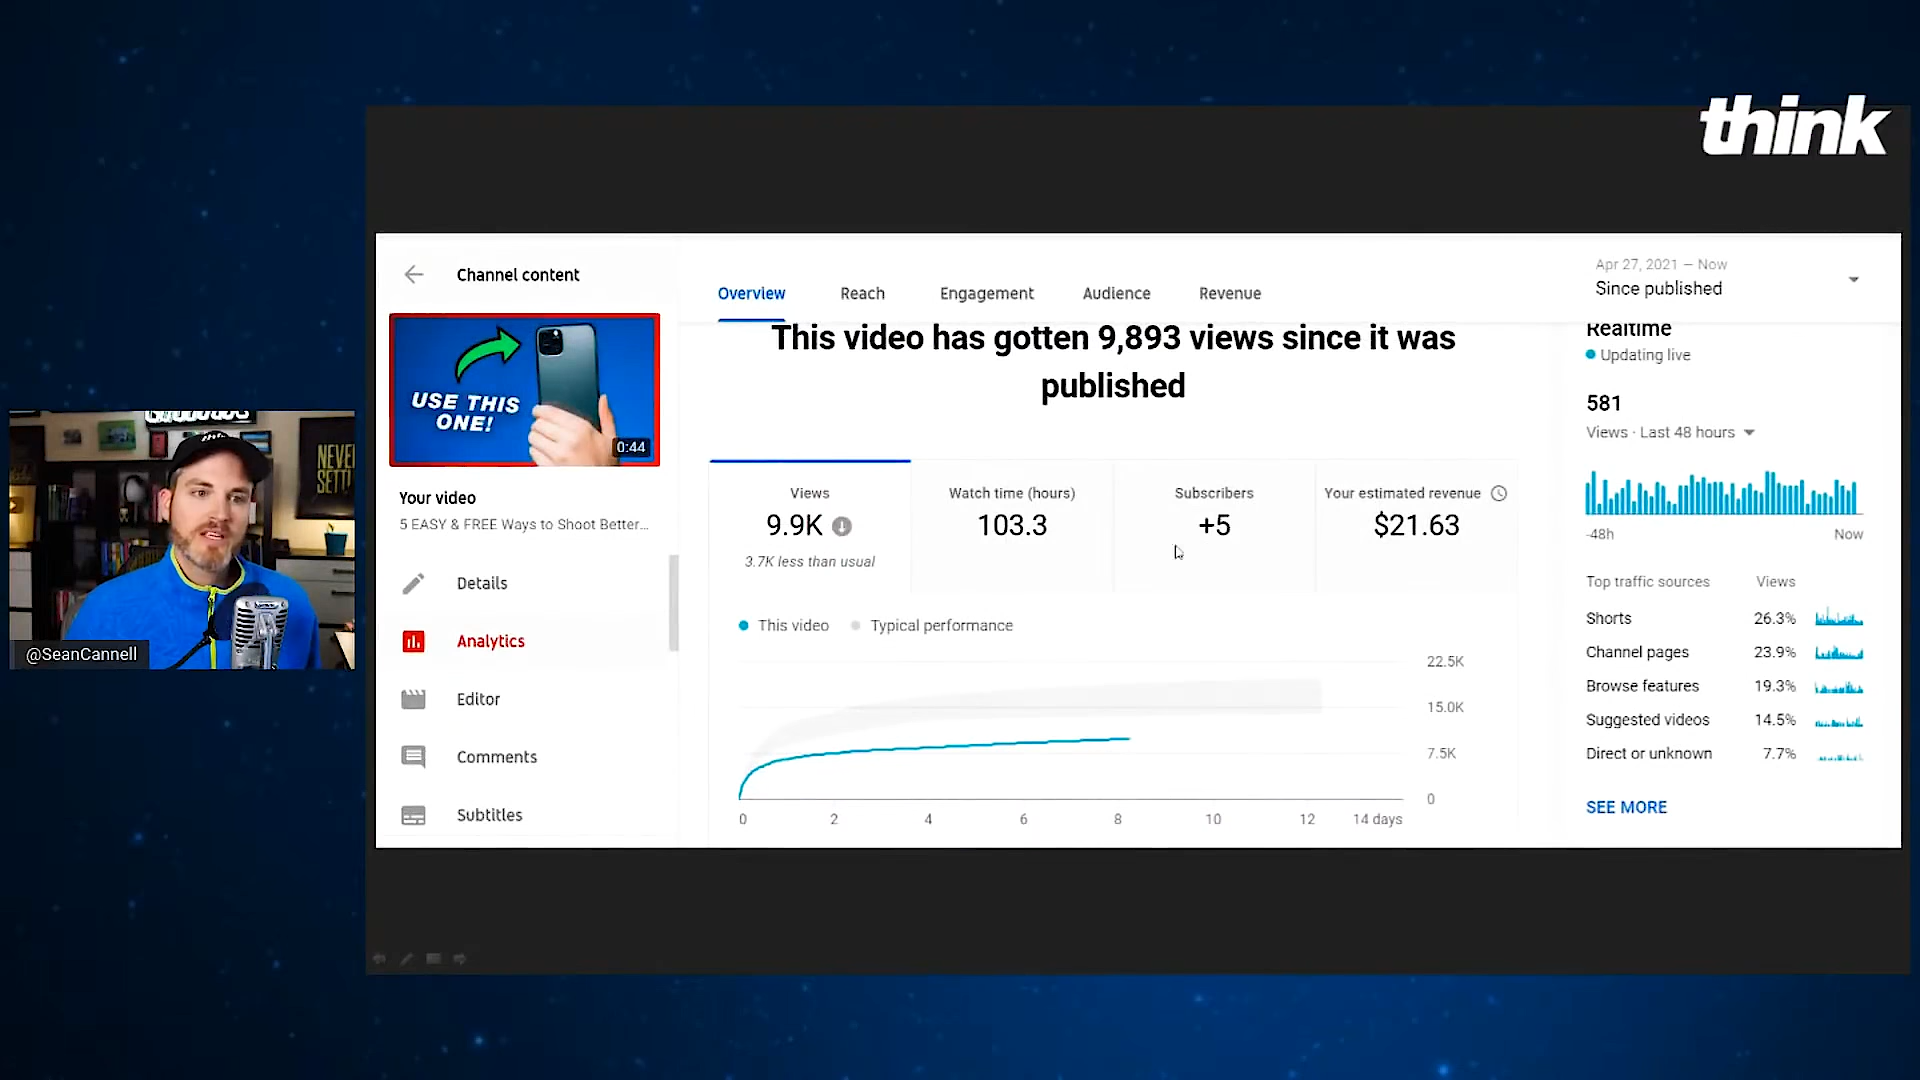 think
Channel content
USE THIS
ONE!
0:44
Your video
5 EASY & FREE Ways to Shoot Better...
Details
Analytics
Editor
Comments
Subtitles
Overview
Reach
Engagement
Audience
Revenue
Apr 27, 2021 – Now
Since published
This video has gotten 9,893 views since it was
published
Views
9.9K
3.7K less than usual
Watch time (hours)
103.3
Subscribers
+5
Your estimated revenue
$21.63
This video
Typical performance
22.5K
15.0K
7.5K
0
0
2
4
6
8
10
12
14 days
Realtime
Updating live
581
Views · Last 48 hours
-48h
Now
Top traffic sources
Views
Shorts
26.3%
Channel pages
23.9%
Browse features
19.3%
Suggested videos
14.5%
Direct or unknown
7.7%
SEE MORE
NEVER
SETTL
@SeanCannell